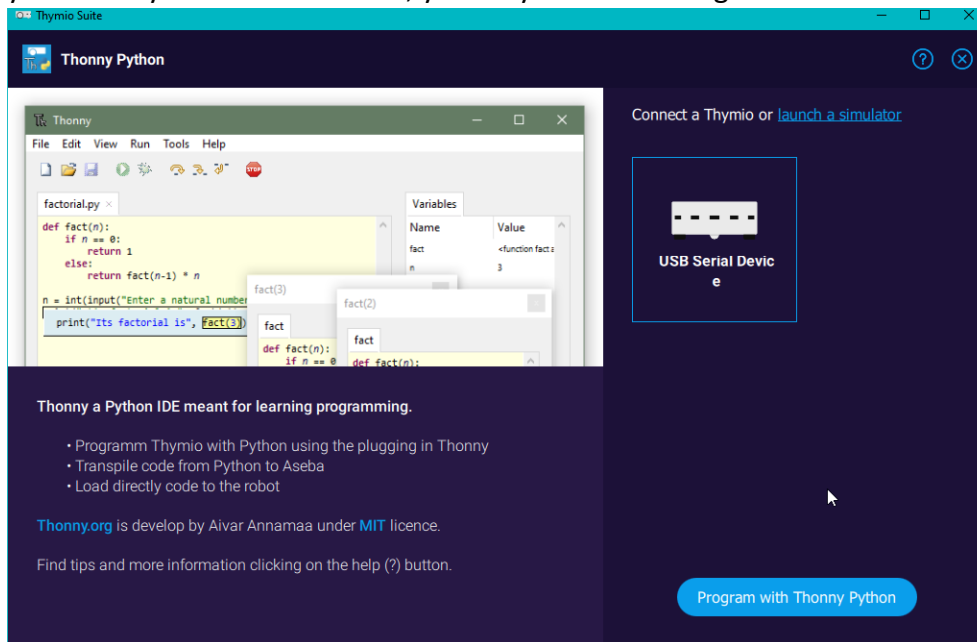 Thymio Suite
Thonny Python
Connect a Thymio or launch a simulator
Thonny
File Edit View Run Tools Help
STOP
factorial.py ×
Variables
def fact(n):
if n == 0:
return 1
else:
return fact(n-1) * n
n = int(input("Enter a natural number
print("Its factorial is", fact(3))
Name Value
fact <function fact a
n 3
fact(3)
fact
def fact(n):
if n == 0
fact(2)
fact
def fact(n):
USB Serial Devic
e
Thonny a Python IDE meant for learning programming.
• Programm Thymio with Python using the plugging in Thonny
• Transpile code from Python to Aseba
• Load directly code to the robot
Thonny.org is develop by Aivar Annamaa under MIT licence.
Find tips and more information clicking on the help (?) button.
Program with Thonny Python